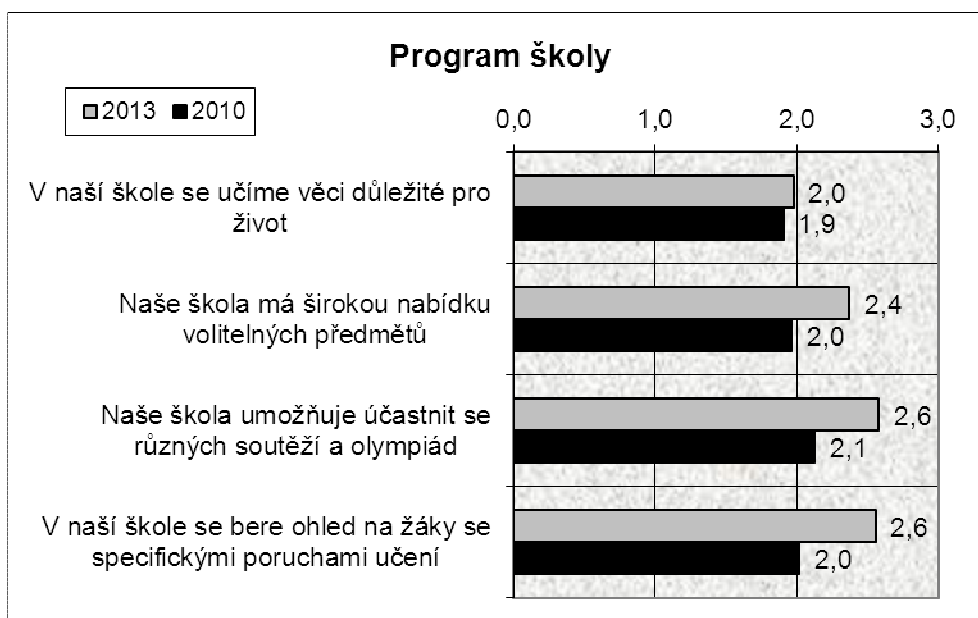 Program školy
2013 2010
0,0 1,0 2,0 3,0
V naší škole se učíme věci důležité pro
život
2,0
1,9
Naše škola má širokou nabídku
volitelných předmětů
2,4
2,0
Naše škola umožňuje účastnit se
různých soutěží a olympiád
2,6
2,1
V naší škole se bere ohled na žáky se
specifickými poruchami učení
2,6
2,0